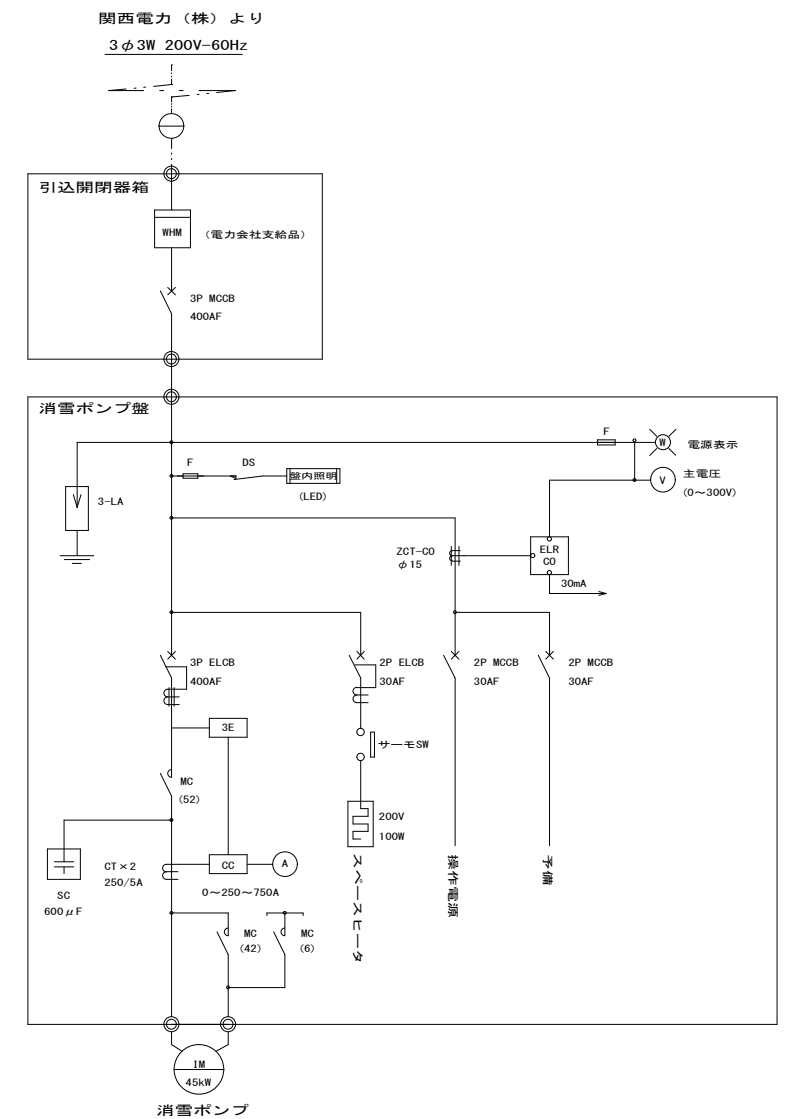 関西電力（株）より
3φ3W 200V-60Hz
引込開閉器箱
WHM
(電力会社支給品)
3P MCCB
400AF
消雪ポンプ盤
F
W
電源表示
F
DS
盤内照明
(LED)
V
主電圧
(0～300V)
3-LA
ZCT-CO
φ15
ELR
CO
30mA
3P ELCB
400AF
2P ELCB
30AF
2P MCCB
30AF
2P MCCB
30AF
3E
サーモSW
MC
(52)
200V
100W
スペースヒータ
操作電源
予備
SC
600μF
CT×2
250/5A
CC
A
0～250～750A
MC
(42)
MC
(6)
IM
45kW
消雪ポンプ